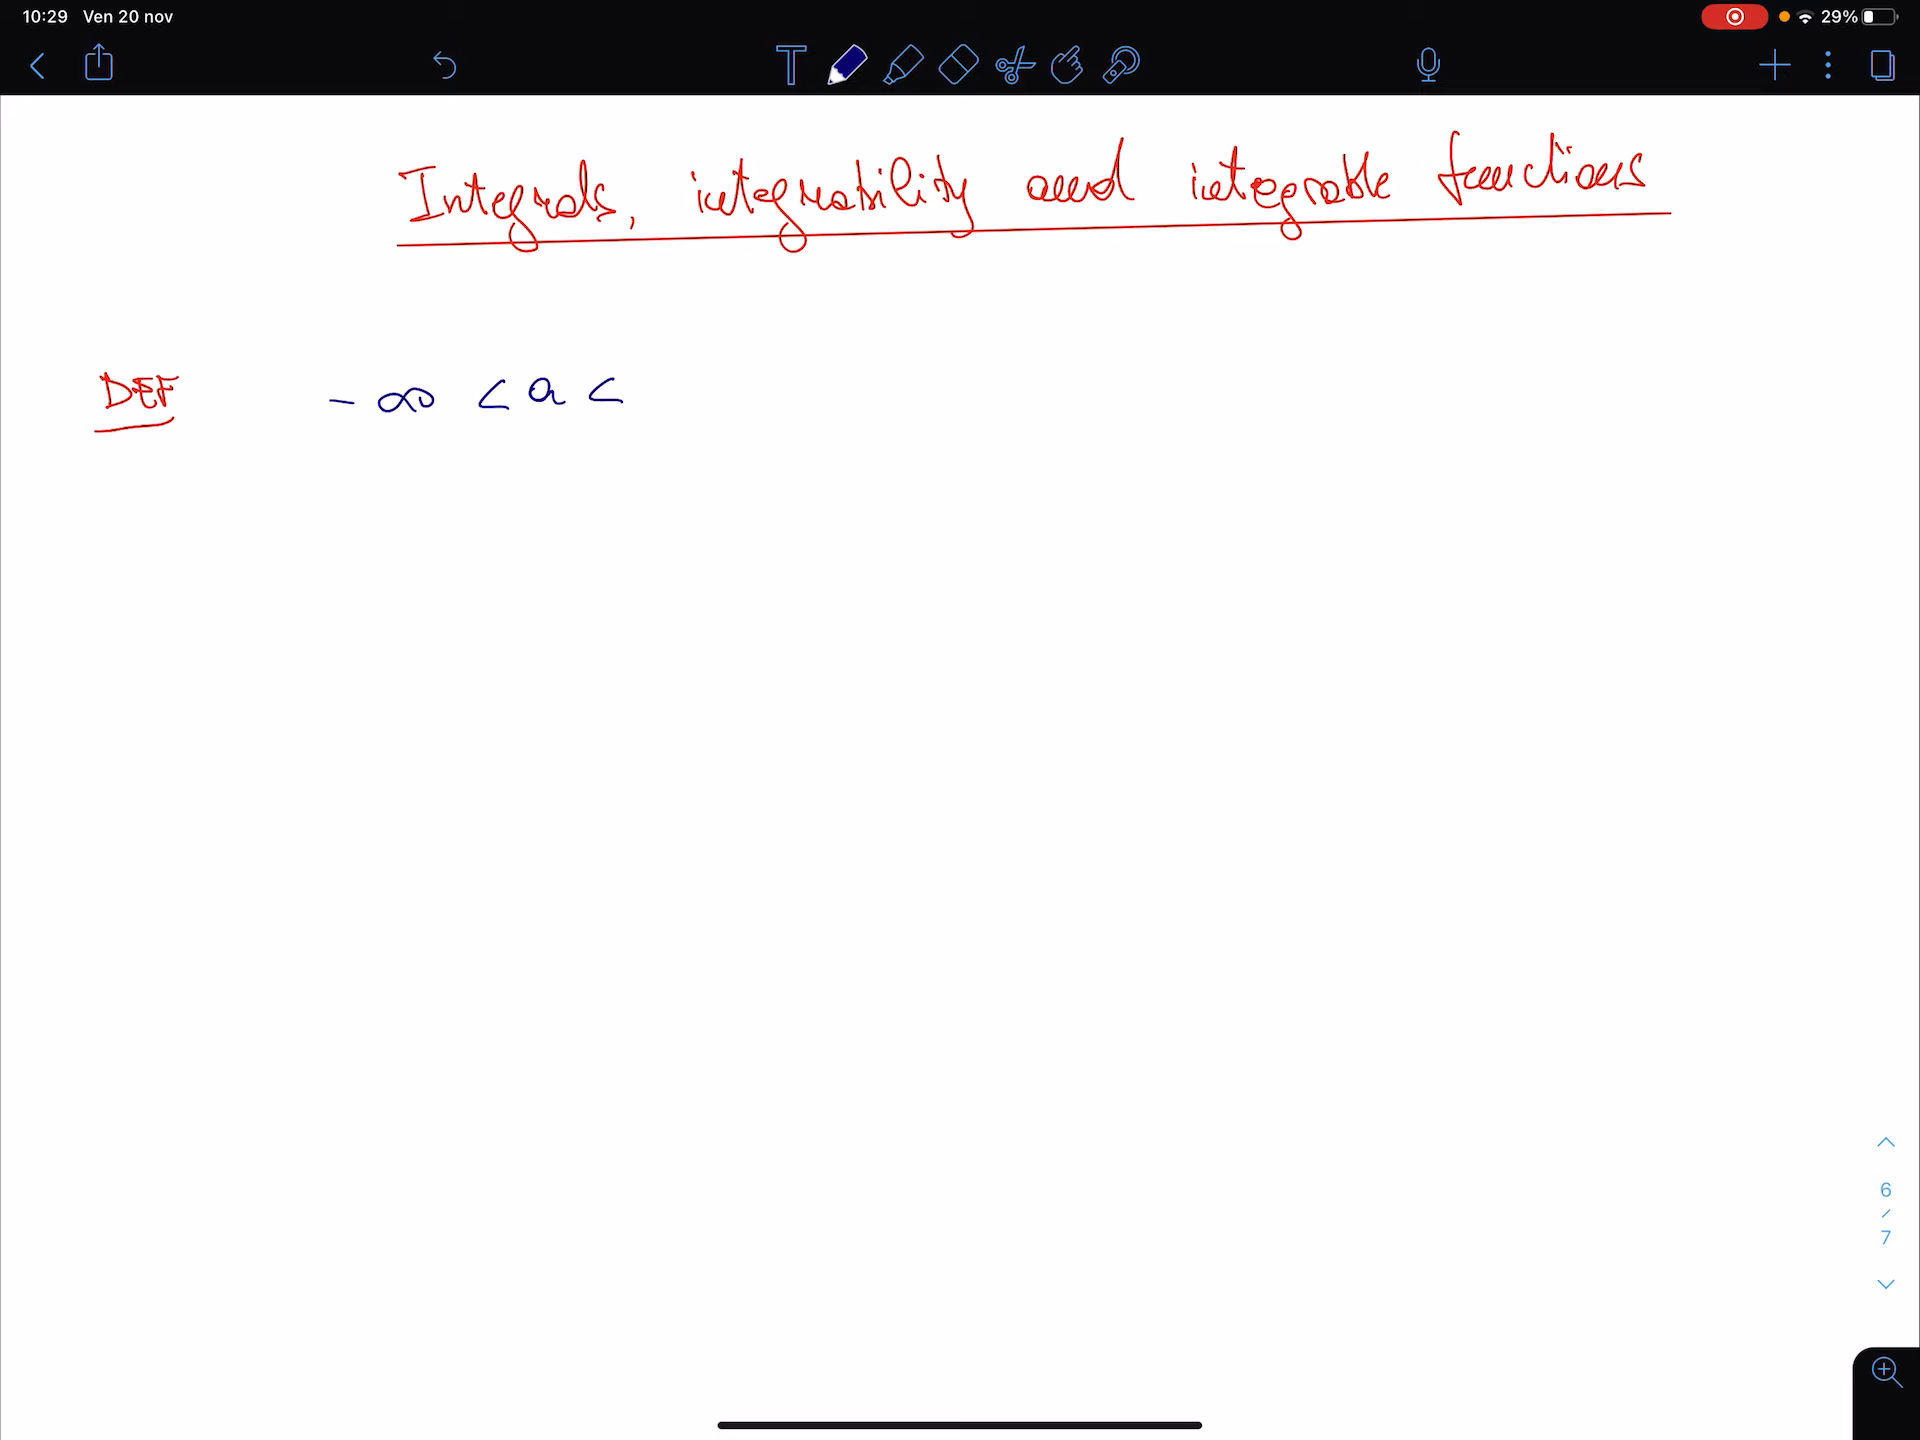 10:29 Ven 20 nov 29%
Integrals, integrability and integrable functions
DEF - ∞ < a <
6
/
7